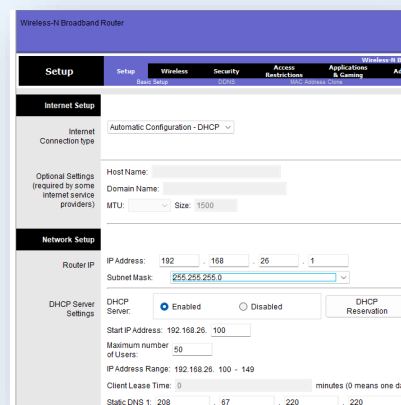 Wireless-N Broadband Router
Wireless-N B
Setup
Setup Wireless Security Access Restrictions Applications & Gaming Ad
Basic Setup DDNS MAC Address Clone
Internet Setup
Internet Connection type
Automatic Configuration - DHCP
Optional Settings
(required by some
internet service
providers)
Host Name:
Domain Name:
MTU: Size: 1500
Network Setup
Router IP
IP Address: 192 . 168 . 26 . 1
Subnet Mask: 255.255.255.0
DHCP Server
Settings
DHCP
Server:
Enabled Disabled
DHCP
Reservation
Start IP Address: 192.168.26. 100
Maximum number
of Users: 50
IP Address Range: 192.168.26. 100 - 149
Client Lease Time: 0 minutes (0 means one da
Static DNS 1: 208 . 67 . 220 . 220